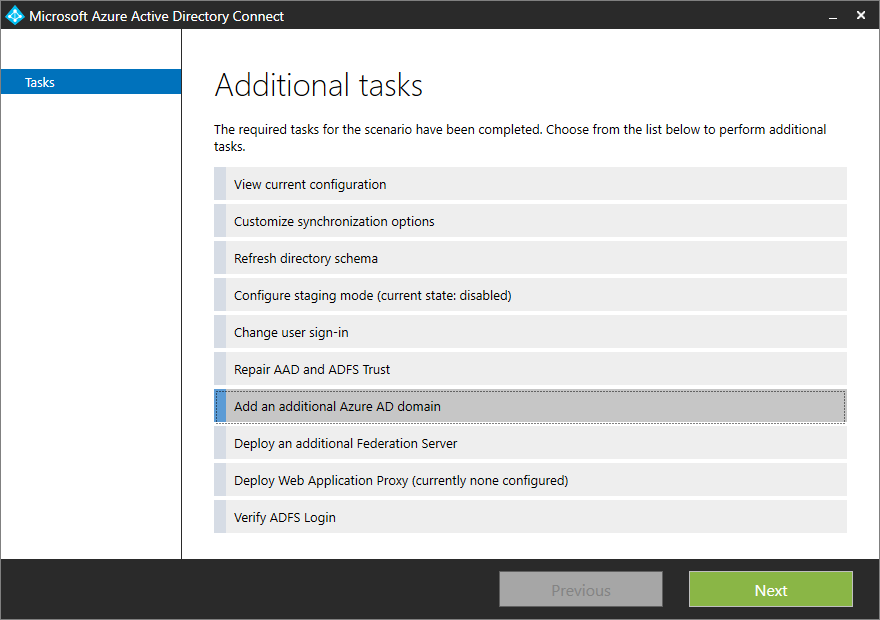 Microsoft Azure Active Directory Connect
Tasks
Additional tasks
The required tasks for the scenario have been completed. Choose from the list below to perform additional
tasks.
View current configuration
Customize synchronization options
Refresh directory schema
Configure staging mode (current state: disabled)
Change user sign-in
Repair AAD and ADFS Trust
Add an additional Azure AD domain
Deploy an additional Federation Server
Deploy Web Application Proxy (currently none configured)
Verify ADFS Login
Previous
Next